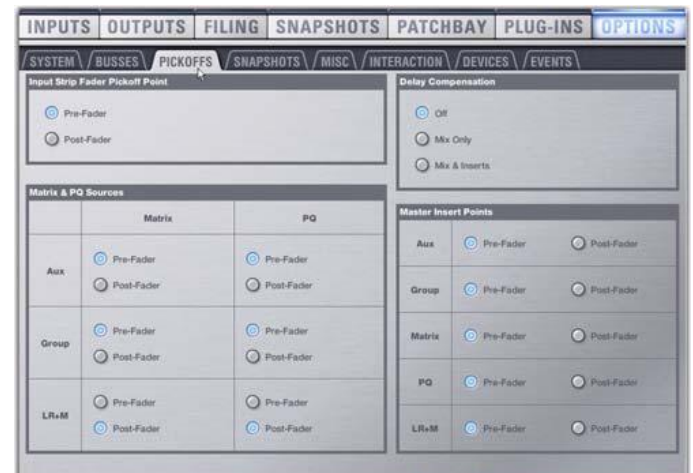 INPUTS OUTPUTS FILING SNAPSHOTS PATCHBAY PLUG-INS OPTIONS
SYSTEM BUSSES PICKOFFS SNAPSHOTS MISC INTERACTION DEVICES EVENTS
Input Strip Fader Pickoff Point
Pre-Fader
Post-Fader
Delay Compensation
Off
Mix Only
Mix & Inserts
Matrix & PQ Sources
Matrix PQ
Aux
Pre-Fader Pre-Fader
Post-Fader Post-Fader
Group
Pre-Fader Pre-Fader
Post-Fader Post-Fader
LR+M
Pre-Fader Pre-Fader
Post-Fader Post-Fader
Master Insert Points
Aux Pre-Fader Post-Fader
Group Pre-Fader Post-Fader
Matrix Pre-Fader Post-Fader
PQ Pre-Fader Post-Fader
LR+M Pre-Fader Post-Fader